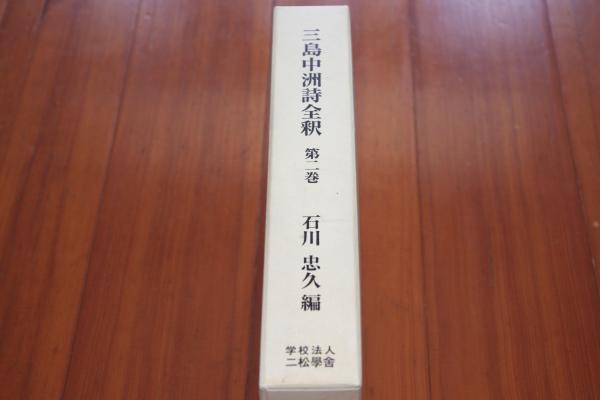 三島中洲詩全釈 第二巻 石川 忠久 編
学校法人
二松學舍